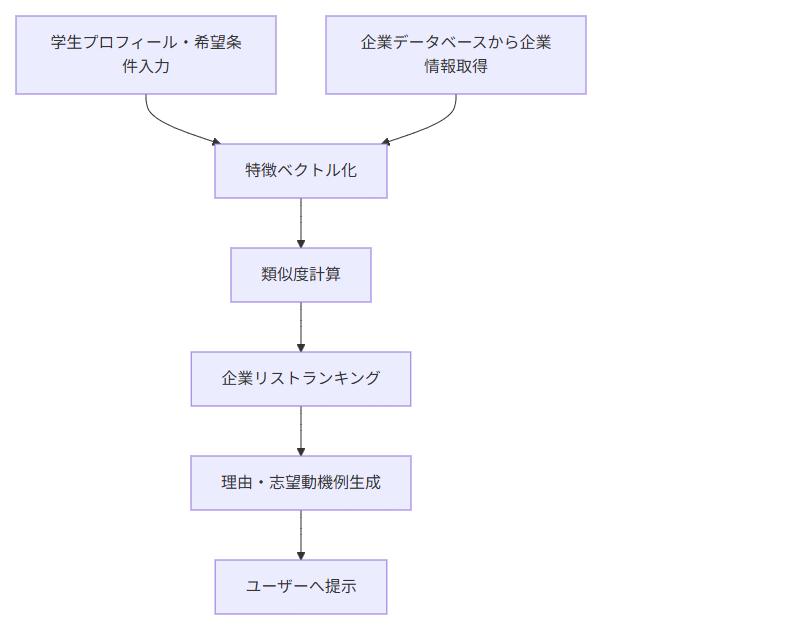 学生プロフィール・希望条
件入力
企業データベースから企業
情報取得
特徴ベクトル化
類似度計算
企業リストランキング
理由・志望動機例生成
ユーザーへ提示